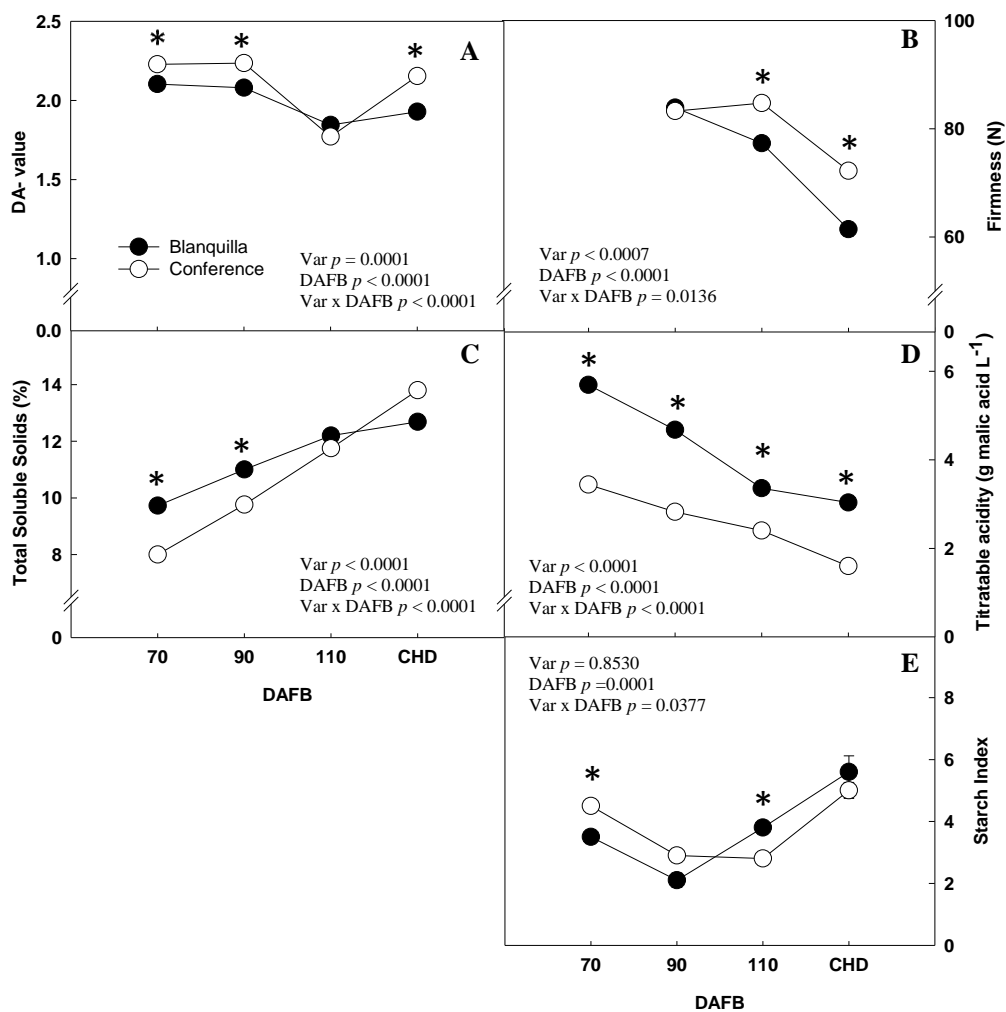 2.5
2.0
1.5
1.0
0.0
DA- value
A
* * *
Blanquilla
Conference
Var p = 0.0001
DAFB p < 0.0001
Var x DAFB p < 0.0001
B
* *
100
80
60
0
Firmness (N)
Var p < 0.0007
DAFB p < 0.0001
Var x DAFB p = 0.0136
C
* *
14
12
10
8
0
Total Soluble Solids (%)
Var p < 0.0001
DAFB p < 0.0001
Var x DAFB p < 0.0001
70 90 110 CHD
DAFB
D
* * * *
6
4
2
0
Titratable acidity (g malic acid L-1)
Var p < 0.0001
DAFB p < 0.0001
Var x DAFB p < 0.0001
E
Var p = 0.8530
DAFB p =0.0001
Var x DAFB p = 0.0377
* *
8
6
4
2
0
Starch Index
70 90 110 CHD
DAFB